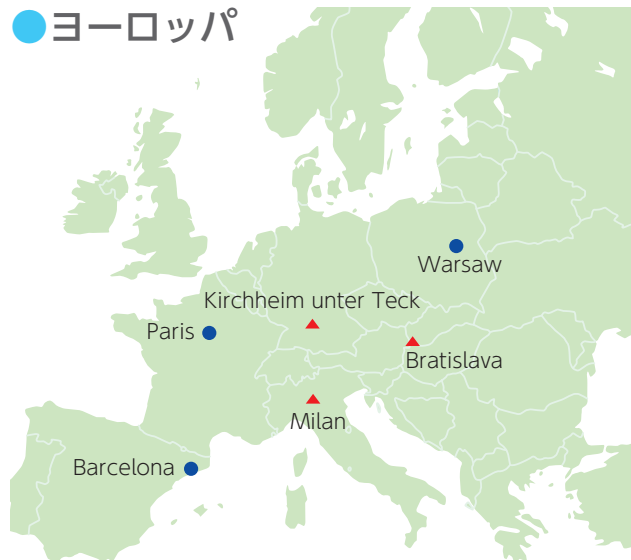 ヨーロッパ
Warsaw
Kirchheim unter Teck
Paris
Bratislava
Milan
Barcelona